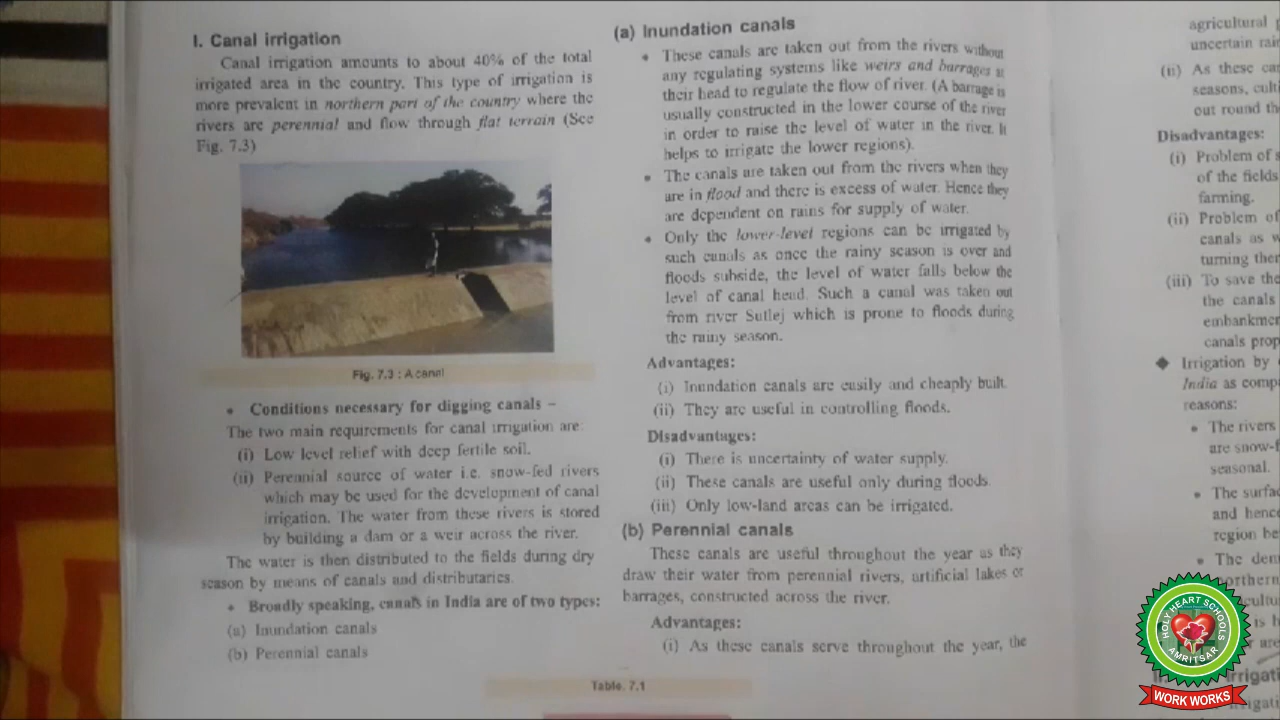 I. Canal irrigation
Canal irrigation amounts to about 40% of the total
irrigated area in the country. This type of irrigation is
more prevalent in northern part of the country where the
rivers are perennial and flow through flat terrain (See
Fig. 7.3)
Fig. 7.3 : A canal
• Conditions necessary for digging canals –
The two main requirements for canal irrigation are:
(i) Low level relief with deep fertile soil.
(ii) Perennial source of water i.e. snow-fed rivers
which may be used for the development of canal
irrigation. The water from these rivers is stored
by building a dam or a weir across the river.
The water is then distributed to the fields during dry
season by means of canals and distributaries.
• Broadly speaking, canals in India are of two types:
(a) Inundation canals
(b) Perennial canals
(a) Inundation canals
• These canals are taken out from the rivers without
any regulating systems like weirs and barrages at
their head to regulate the flow of river. (A barrage is
usually constructed in the lower course of the river
in order to raise the level of water in the river. It
helps to irrigate the lower regions).
• The canals are taken out from the rivers when they
are in flood and there is excess of water. Hence they
are dependent on rains for supply of water.
• Only the lower-level regions can be irrigated by
such canals as once the rainy season is over and
floods subside, the level of water falls below the
level of canal head. Such a canal was taken out
from river Sutlej which is prone to floods during
the rainy season.
Advantages:
(i) Inundation canals are easily and cheaply built.
(ii) They are useful in controlling floods.
Disadvantages:
(i) There is uncertainty of water supply.
(ii) These canals are useful only during floods.
(iii) Only low-land areas can be irrigated.
(b) Perennial canals
These canals are useful throughout the year as they
draw their water from perennial rivers, artificial lakes or
barrages, constructed across the river.
Advantages:
(i) As these canals serve throughout the year, the
Table. 7.1
agricultural
uncertain
(ii) As these
seasons,
out round
Disadvantages:
(i) Problem of
of the fields
farming.
(ii) Problem of
canals as
turning
(iii) To save the
the canals
canals
◆ Irrigation by
India as
reasons:
• The rivers
are
seasonal.
• The
and hence
region
• The
HOLY HEART SCHOOLS
AMRITSAR
WORK WORKS